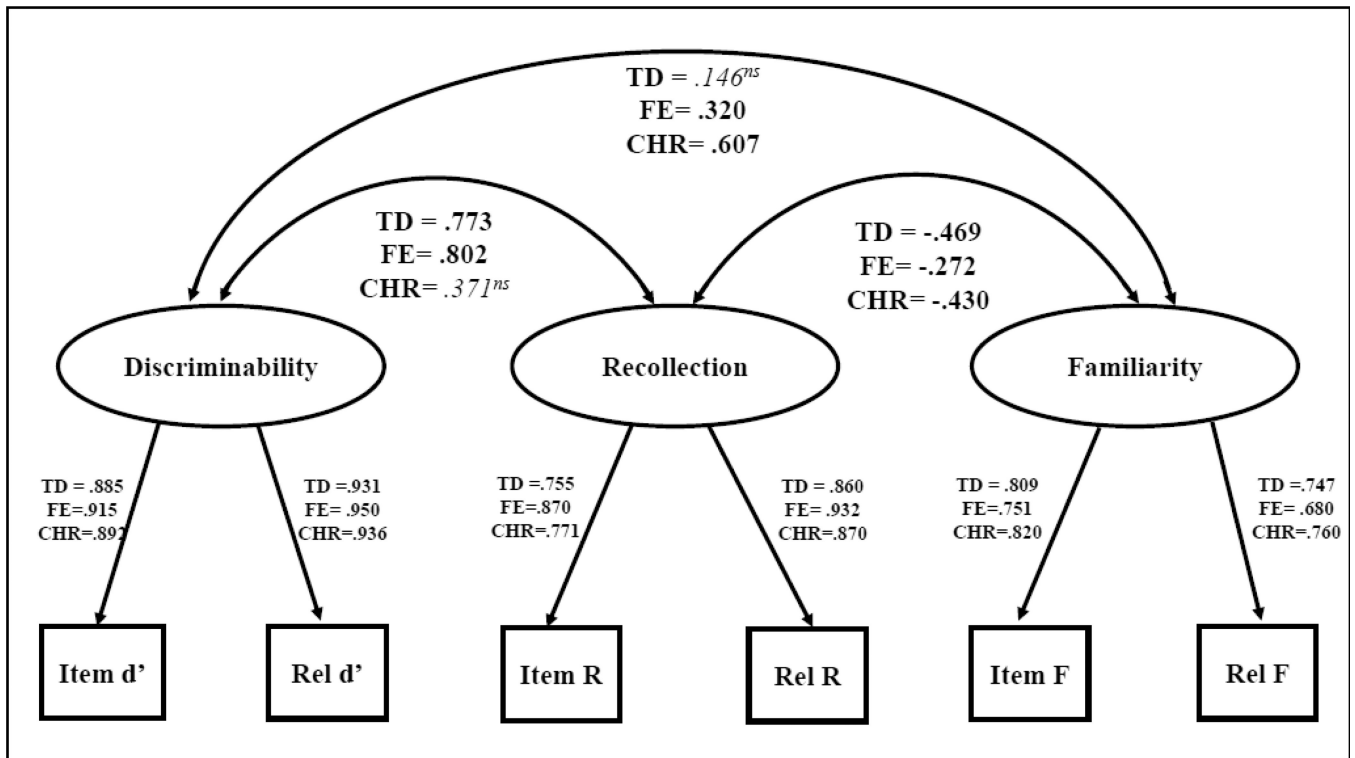 TD = .146ns
FE= .320
CHR= .607
TD = .773
FE= .802
CHR= .371ns
TD = -.469
FE= -.272
CHR= -.430
Discriminability
Recollection
Familiarity
TD = .885
FE=.915
CHR=.892
TD=.931
FE= .950
CHR=.936
TD =.755
FE=.870
CHR=.771
TD = .860
FE= .932
CHR=.870
TD = .809
FE=.751
CHR=.820
TD =.747
FE= .680
CHR=.760
Item d’
Rel d’
Item R
Rel R
Item F
Rel F